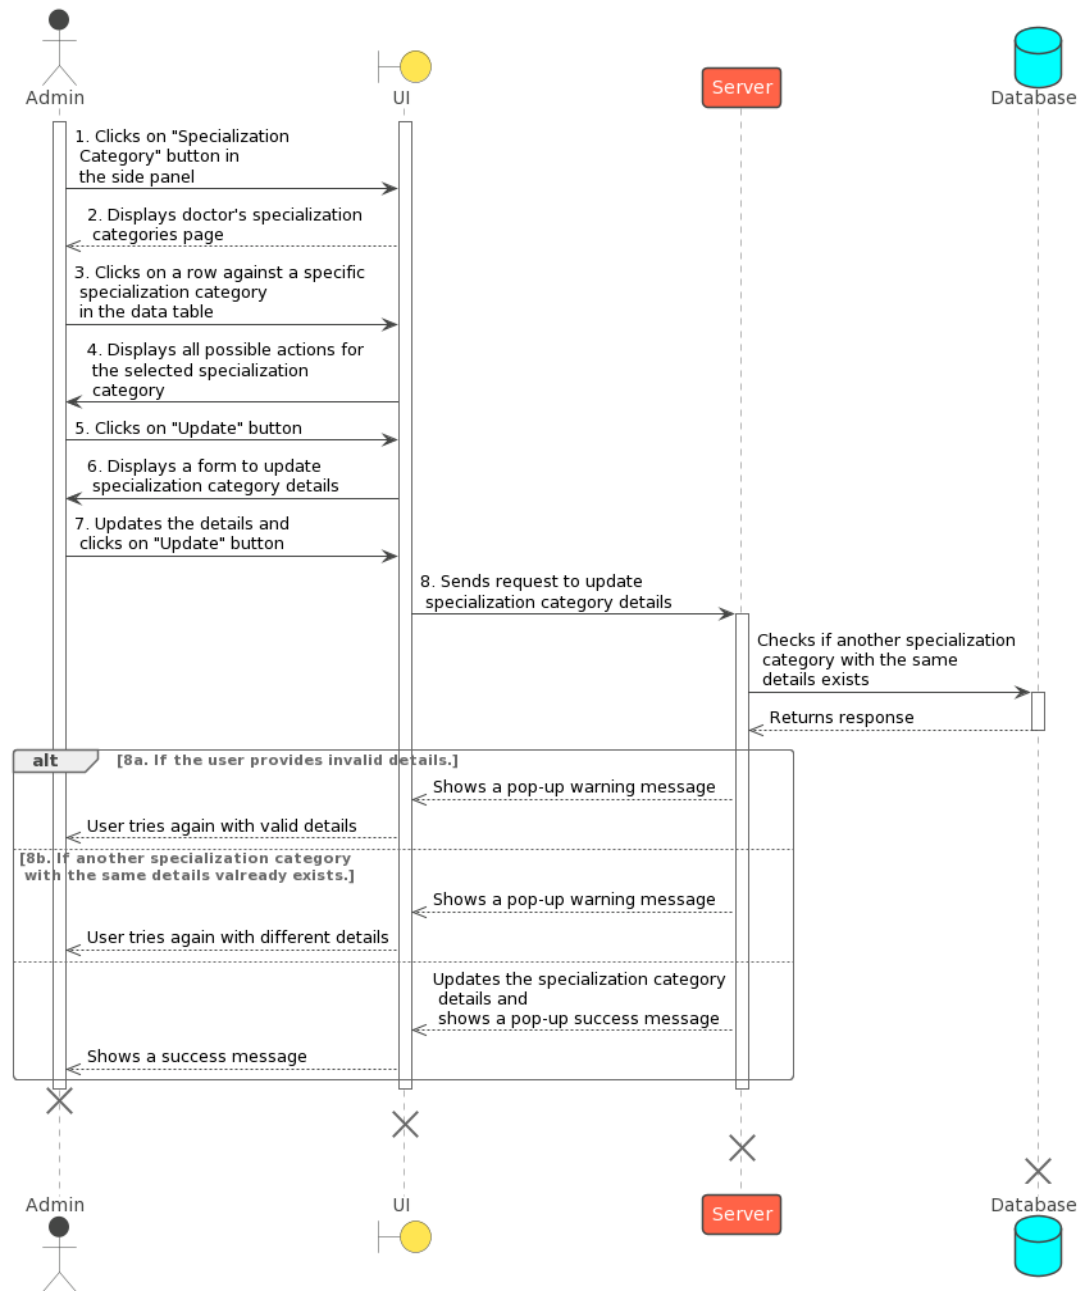 Admin
UI
Server
Database
1. Clicks on "Specialization
Category" button in
the side panel
2. Displays doctor's specialization
categories page
3. Clicks on a row against a specific
specialization category
in the data table
4. Displays all possible actions for
the selected specialization
category
5. Clicks on "Update" button
6. Displays a form to update
specialization category details
7. Updates the details and
clicks on "Update" button
8. Sends request to update
specialization category details
Checks if another specialization
category with the same
details exists
Returns response
alt
[8a. If the user provides invalid details.]
Shows a pop-up warning message
User tries again with valid details
[8b. If another specialization category
with the same details valready exists.]
Shows a pop-up warning message
User tries again with different details
Updates the specialization category
details and
shows a pop-up success message
Shows a success message
Admin
UI
Server
Database